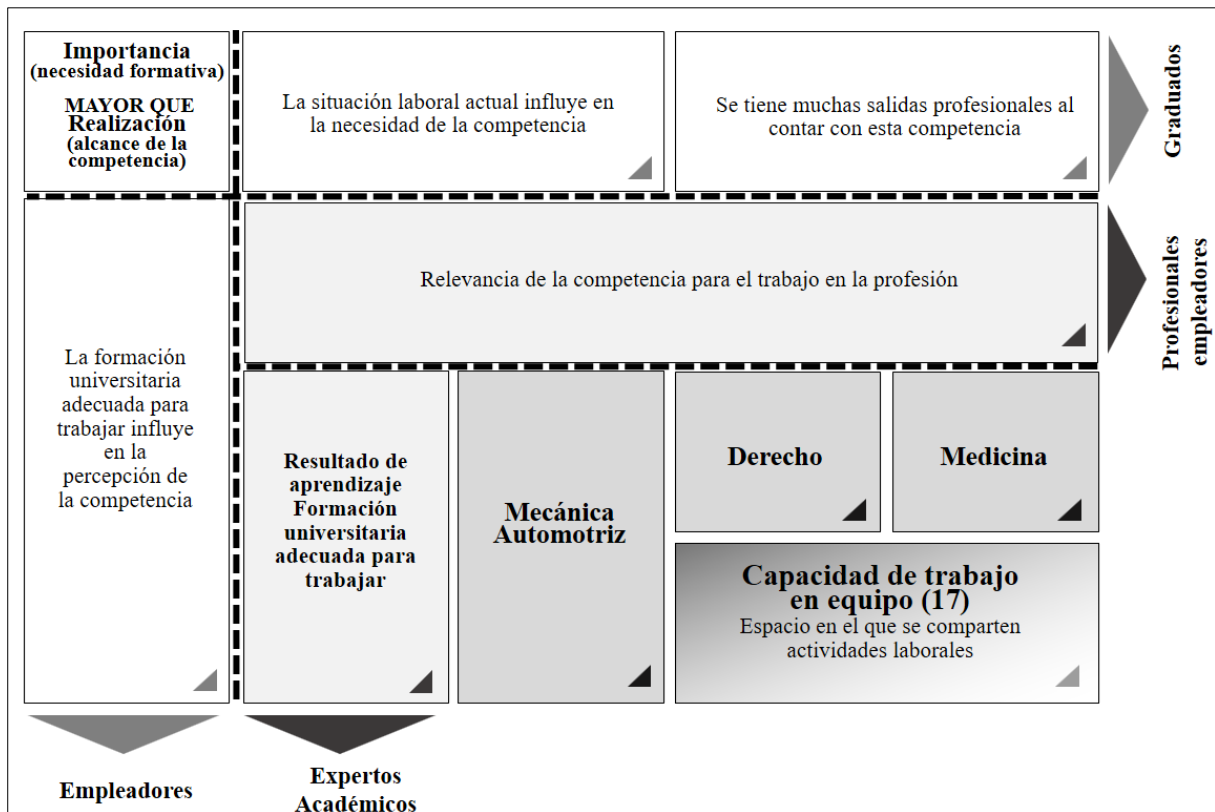 Importancia
(necesidad formativa)
MAYOR QUE
Realización
(alcance de la
competencia)
La situación laboral actual influye en
la necesidad de la competencia
Se tiene muchas salidas profesionales al
contar con esta competencia
Graduados
La formación
universitaria
adecuada para
trabajar influye
en la
percepción de
la competencia
Relevancia de la competencia para el trabajo en la profesión
Profesionales
empleadores
Resultado de
aprendizaje
Formación
universitaria
adecuada para
trabajar
Mecánica
Automotriz
Derecho
Medicina
Capacidad de trabajo
en equipo (17)
Espacio en el que se comparten
actividades laborales
Empleadores
Expertos
Académicos